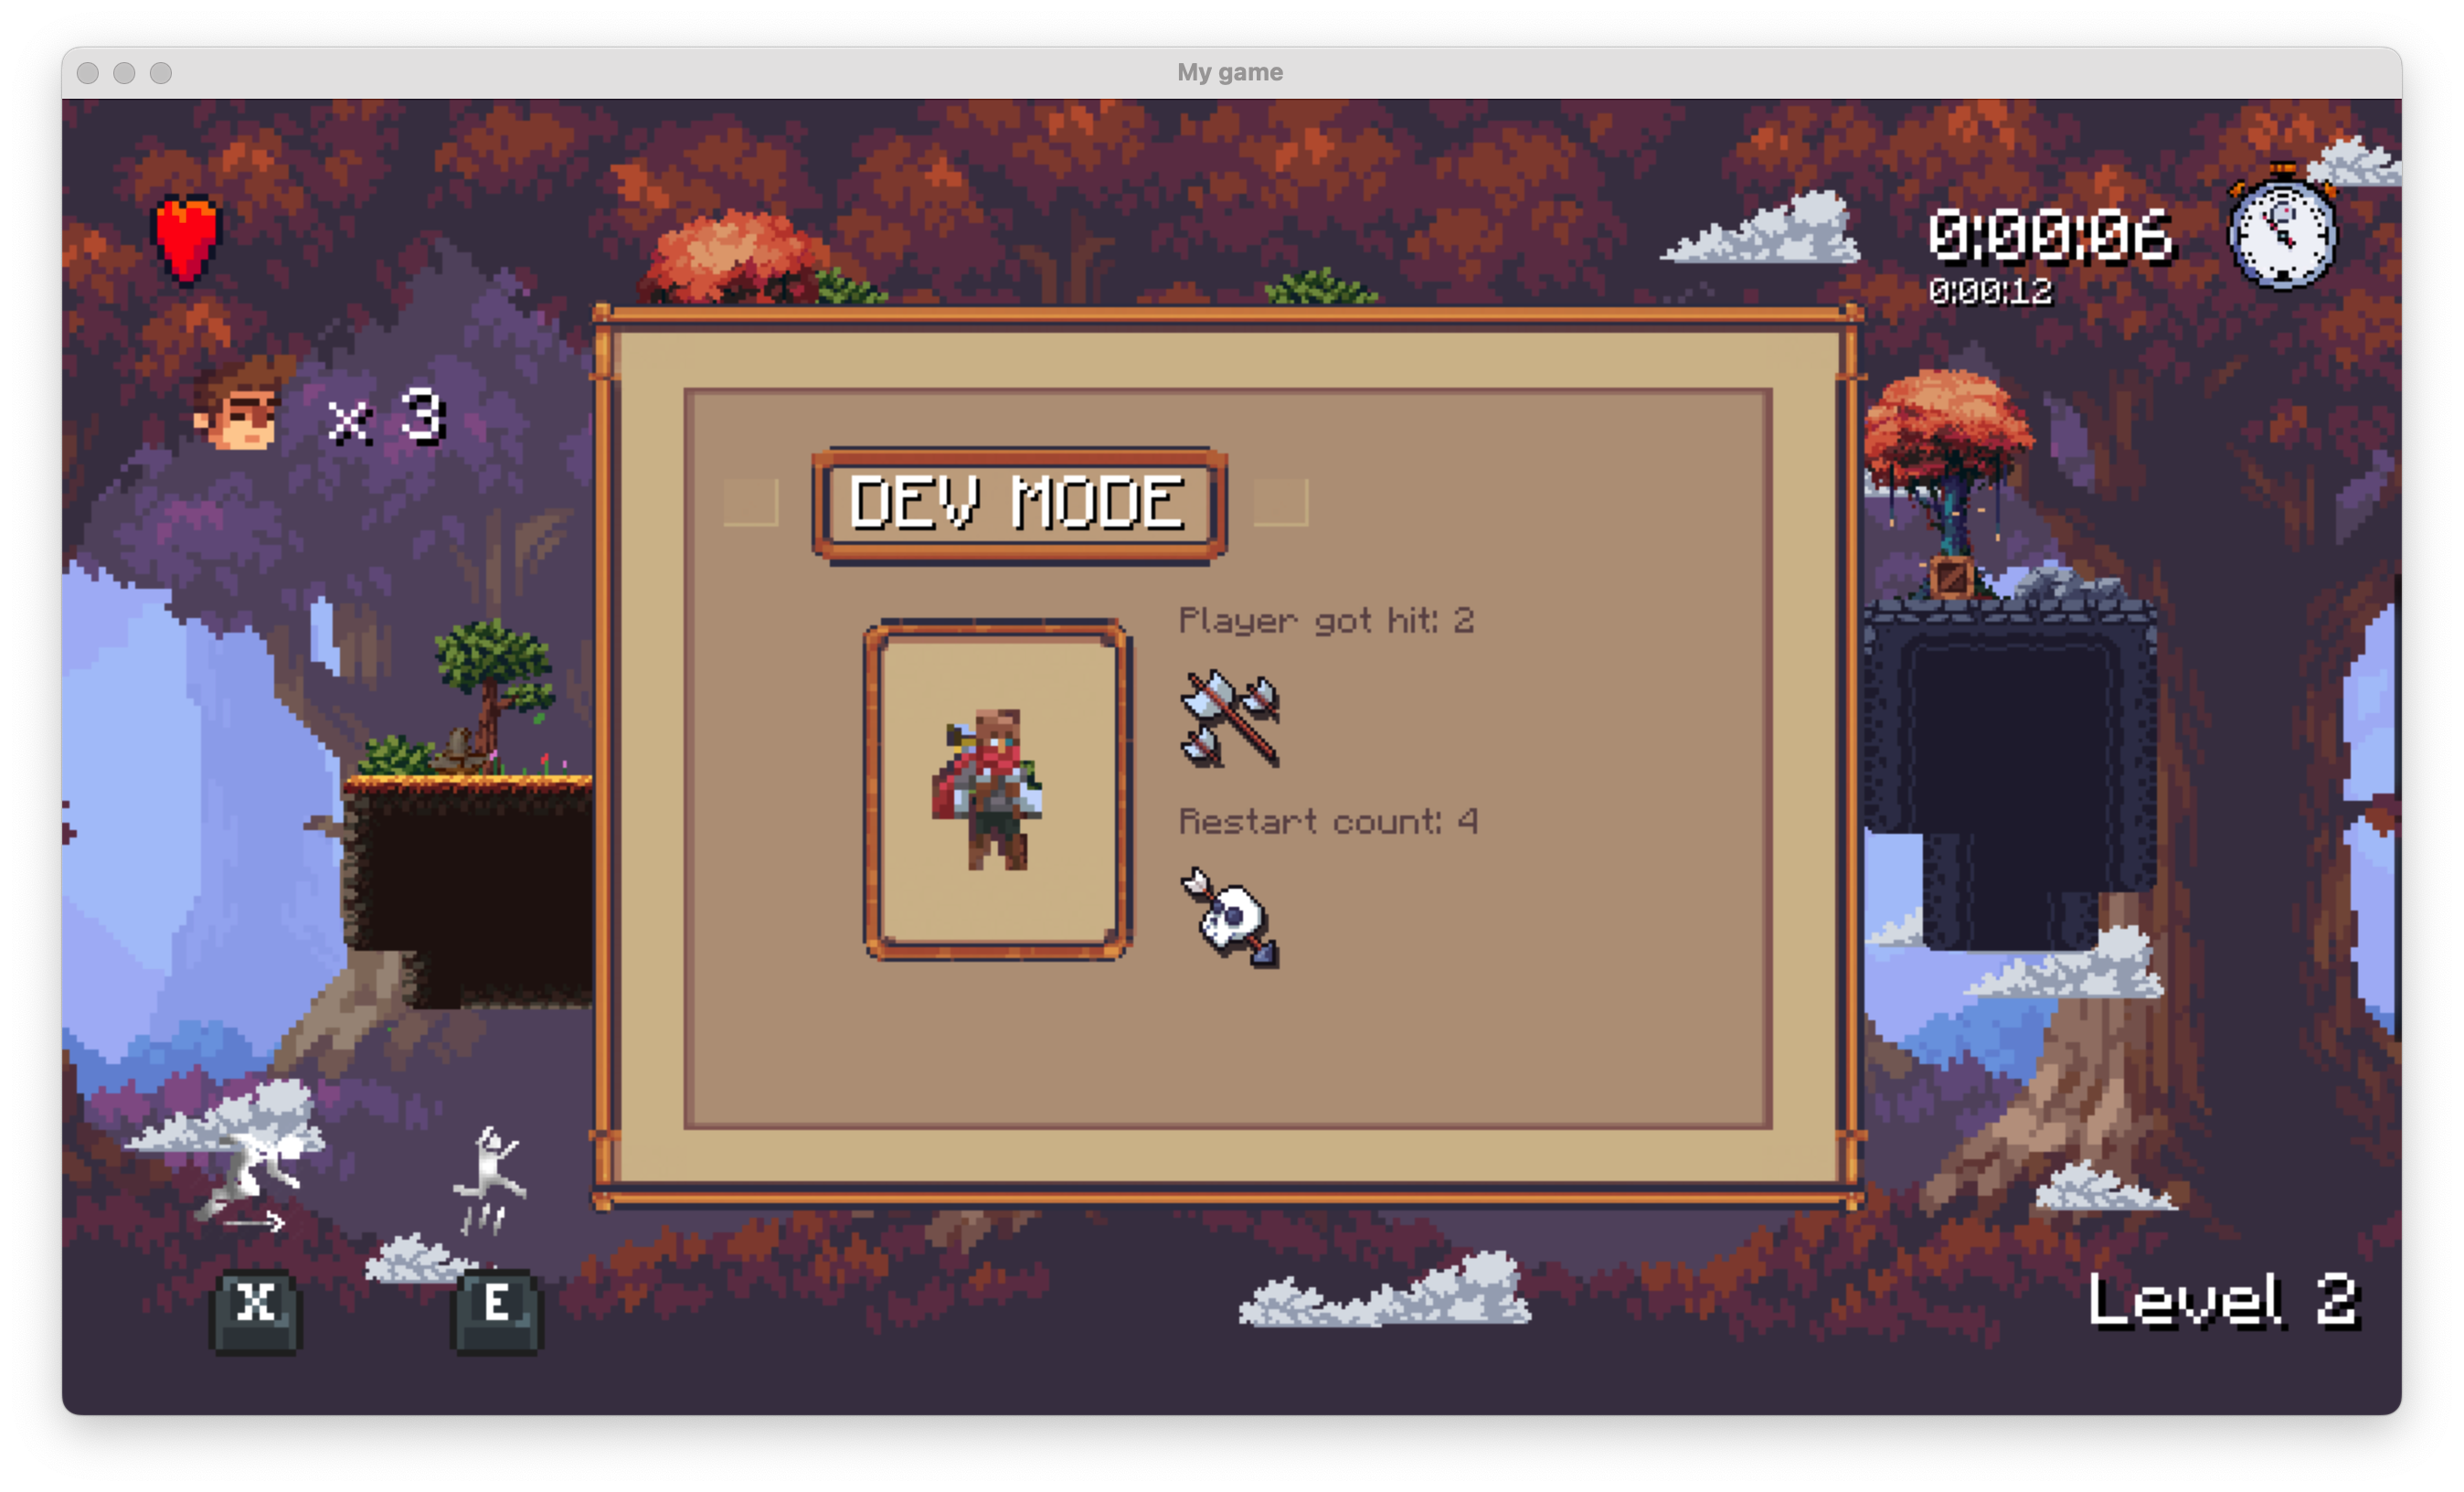 My game
0:00:06
0:00:12
x 3
DEV MODE
Player got hit: 2
Restart count: 4
X
E
Level 2